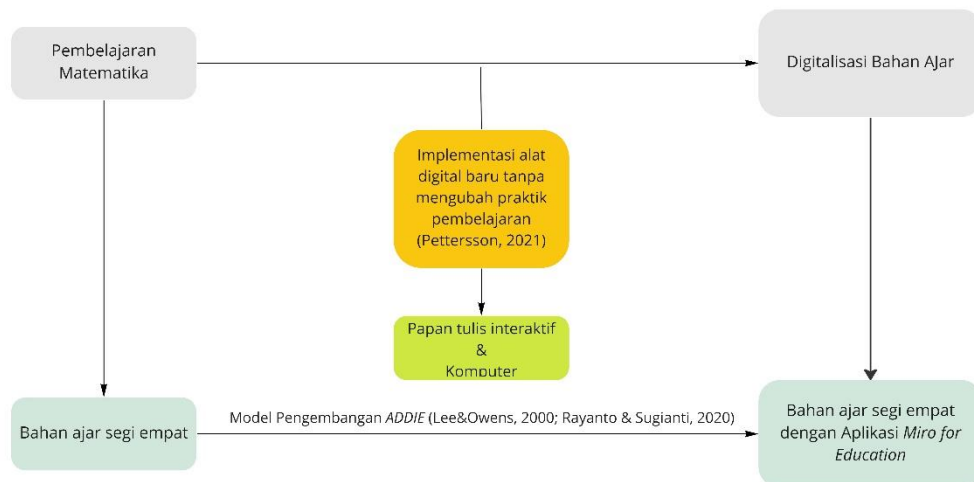 Pembelajaran
Matematika
Digitalisasi Bahan AJar
Implementasi alat
digital baru tanpa
mengubah praktik
pembelajaran
(Pettersson, 2021)
Papan tulis interaktif
&
Komputer
Bahan ajar segi empat
Model Pengembangan ADDIE (Lee&Owens, 2000; Rayanto & Sugianti, 2020)
Bahan ajar segi empat
dengan Aplikasi Miro for
Education